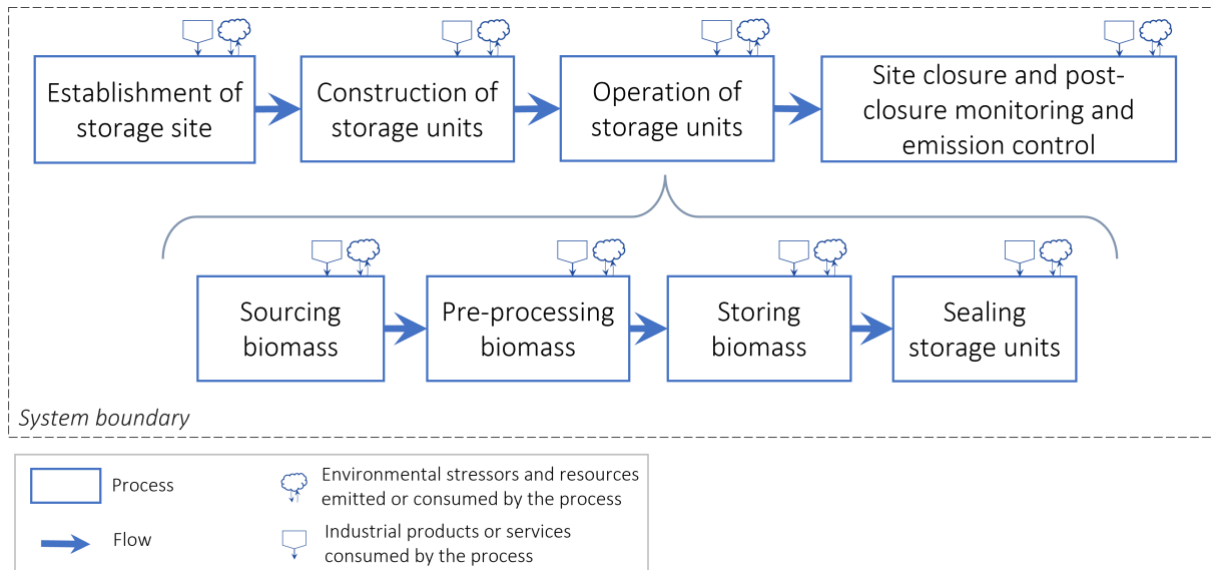 Establishment of
storage site
Construction of
storage units
Operation of
storage units
Site closure and post-
closure monitoring and
emission control
Sourcing
biomass
Pre-processing
biomass
Storing
biomass
Sealing
storage units
System boundary
Process
Flow
Environmental stressors and resources
emitted or consumed by the process
Industrial products or services
consumed by the process